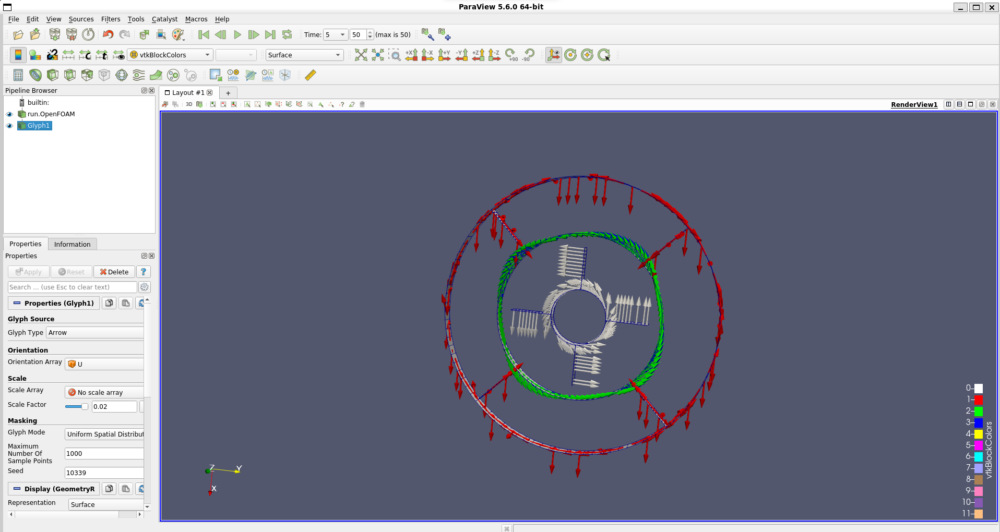 ParaView 5.6.0 64-bit
File Edit View Sources Filters Tools Catalyst Macros Help
Time: 5 50 (max is 50)
vtkBlockColors Surface +X -X +Y -Y +Z -Z +90 -90
Pipeline Browser
builtin:
run.OpenFOAM
Glyph1
Layout #1 +
3D RenderView1
Properties Information
Properties
Apply Reset Delete ?
Search ... (use Esc to clear text)
Properties (Glyph1)
Glyph Source
Glyph Type Arrow
Orientation
Orientation Array U
Scale
Scale Array No scale array
Scale Factor 0.02
Masking
Glyph Mode Uniform Spatial Distribut
Maximum
Number Of
Sample Points
1000
Seed 10339
Display (GeometryR
Representation Surface
Z
Y
X
0
1
2
3
4
5
6
7
8
9
10
11
vtkBlockColors